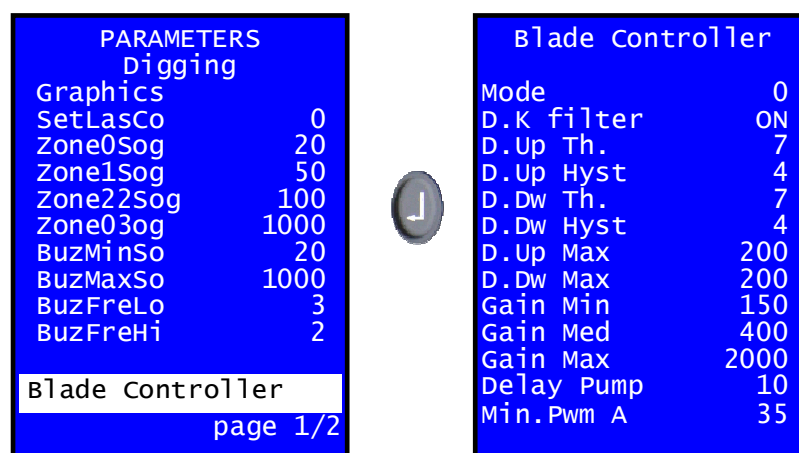 PARAMETERS
Digging
Graphics
SetLasCo 0
Zone0Sog 20
Zone1Sog 50
Zone22Sog 100
Zone03og 1000
BuzMinSo 20
BuzMaxSo 1000
BuzFreLo 3
BuzFreHi 2
Blade Controller
page 1/2
Blade Controller
Mode 0
D.K filter ON
D.Up Th. 7
D.Up Hyst 4
D.Dw Th. 7
D.Dw Hyst 4
D.Up Max 200
D.Dw Max 200
Gain Min 150
Gain Med 400
Gain Max 2000
Delay Pump 10
Min.Pwm A 35